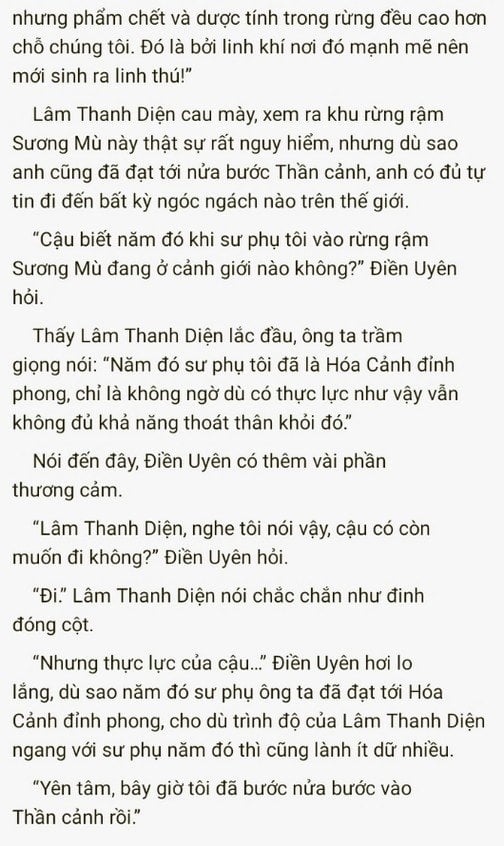 nhưng phẩm chết và dược tính trong rừng đều cao hơn
chỗ chúng tôi. Đó là bởi linh khí nơi đó mạnh mẽ nên
mới sinh ra linh thú!”
Lâm Thanh Diện cau mày, xem ra khu rừng rậm
Sương Mù này thật sự rất nguy hiểm, nhưng dù sao
anh cũng đã đạt tới nửa bước Thần cảnh, anh có đủ tự
tin đi đến bất kỳ ngóc ngách nào trên thế giới.
“Cậu biết năm đó khi sư phụ tôi vào rừng rậm
Sương Mù đang ở cảnh giới nào không?” Điền Uyên
hỏi.
Thấy Lâm Thanh Diện lắc đầu, ông ta trầm
giọng nói: “Năm đó sư phụ tôi đã là Hóa Cảnh đỉnh
phong, chỉ là không ngờ dù có thực lực như vậy vẫn
không đủ khả năng thoát thân khỏi đó.”
Nói đến đây, Điền Uyên có thêm vài phần
thương cảm.
“Lâm Thanh Diện, nghe tôi nói vậy, cậu có còn
muốn đi không?” Điền Uyên hỏi.
“Đi.” Lâm Thanh Diện nói chắc chắn như đinh
đóng cột.
“Nhưng thực lực của cậu…” Điền Uyên hơi lo
lắng, dù sao năm đó sư phụ ông ta đã đạt tới Hóa
Cảnh đỉnh phong, cho dù trình độ của Lâm Thanh Diện
ngang với sư phụ năm đó thì cũng lành ít dữ nhiều.
“Yên tâm, bây giờ tôi đã bước nửa bước vào
Thần cảnh rồi.”